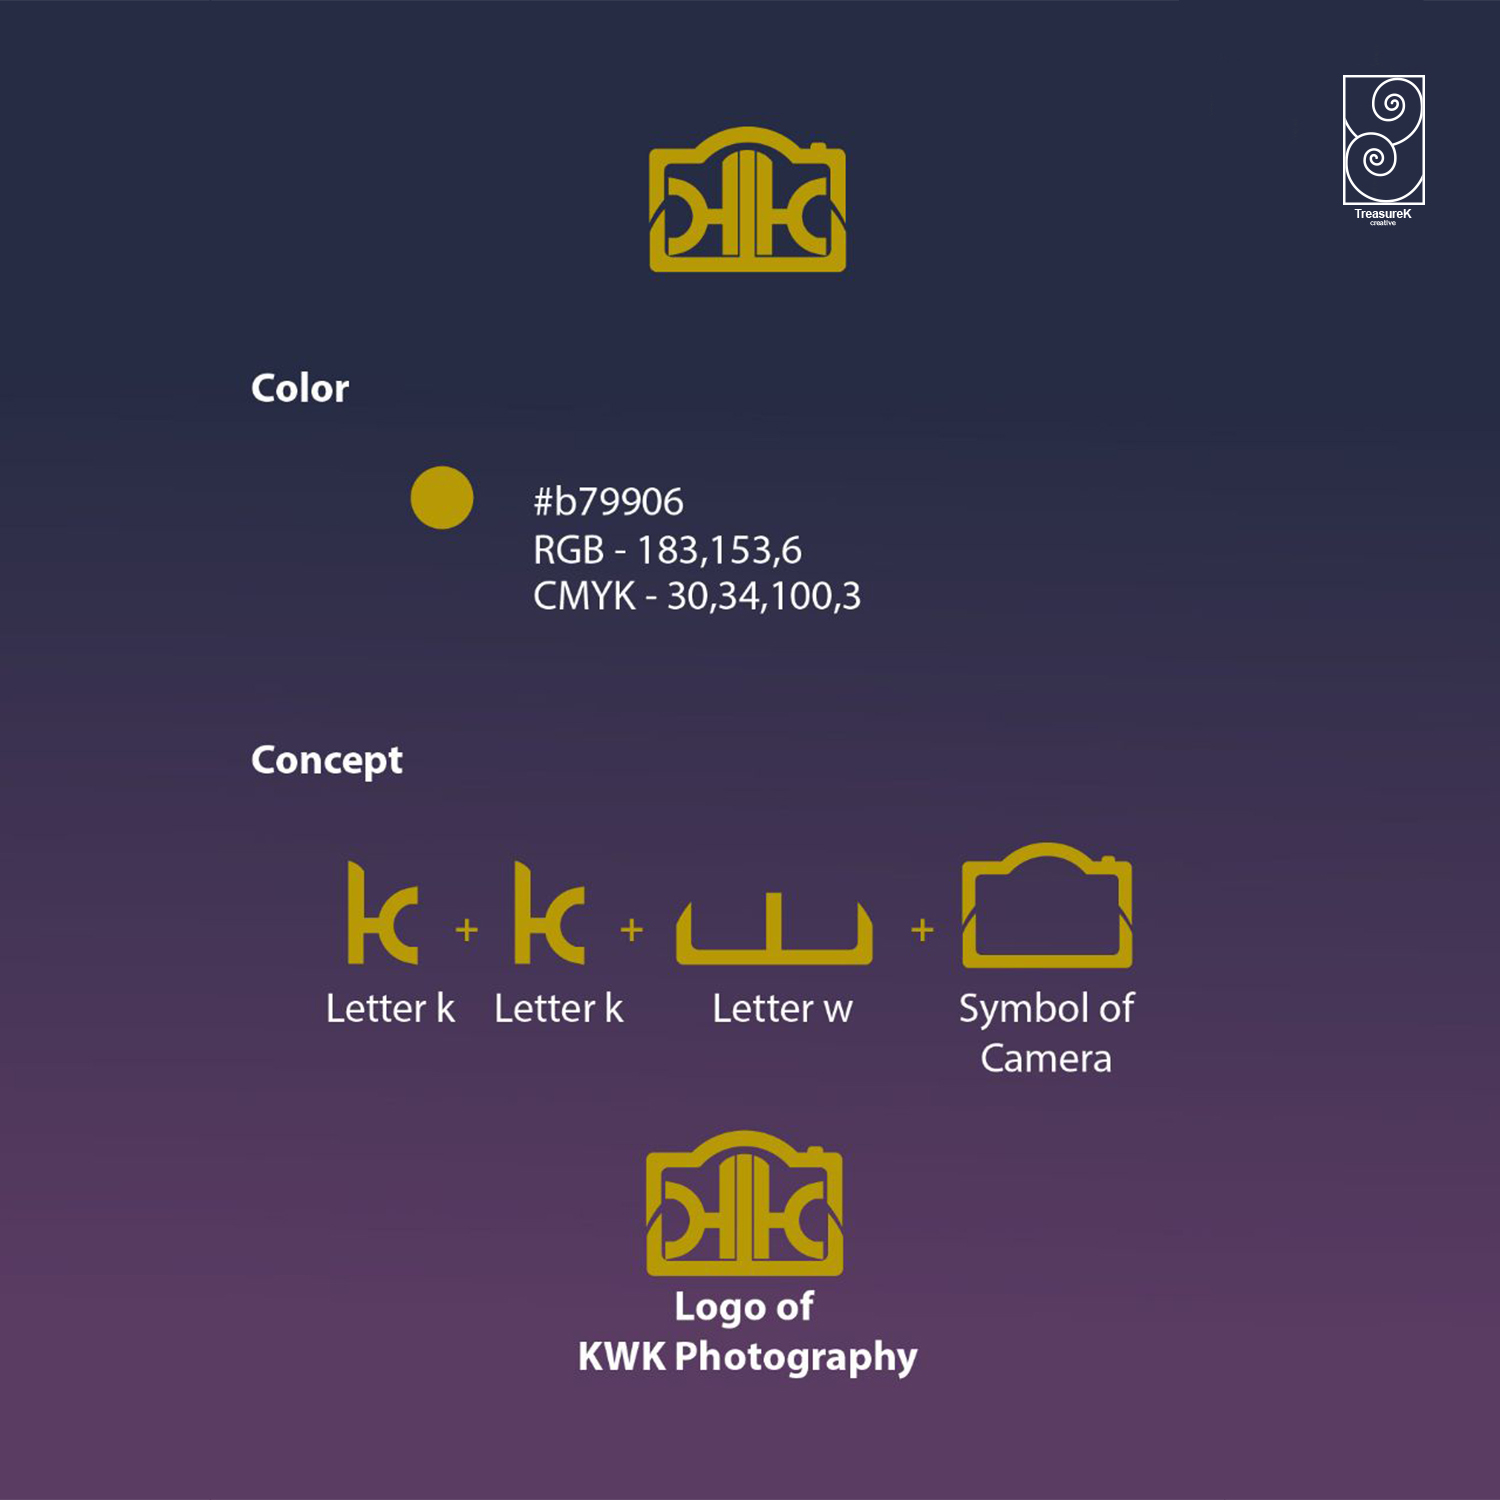 TreasureK
creative
Color
#b79906
RGB - 183,153,6
CMYK - 30,34,100,3
Concept
+ + +
Letter k Letter k Letter w Symbol of
Camera
Logo of
KWK Photography